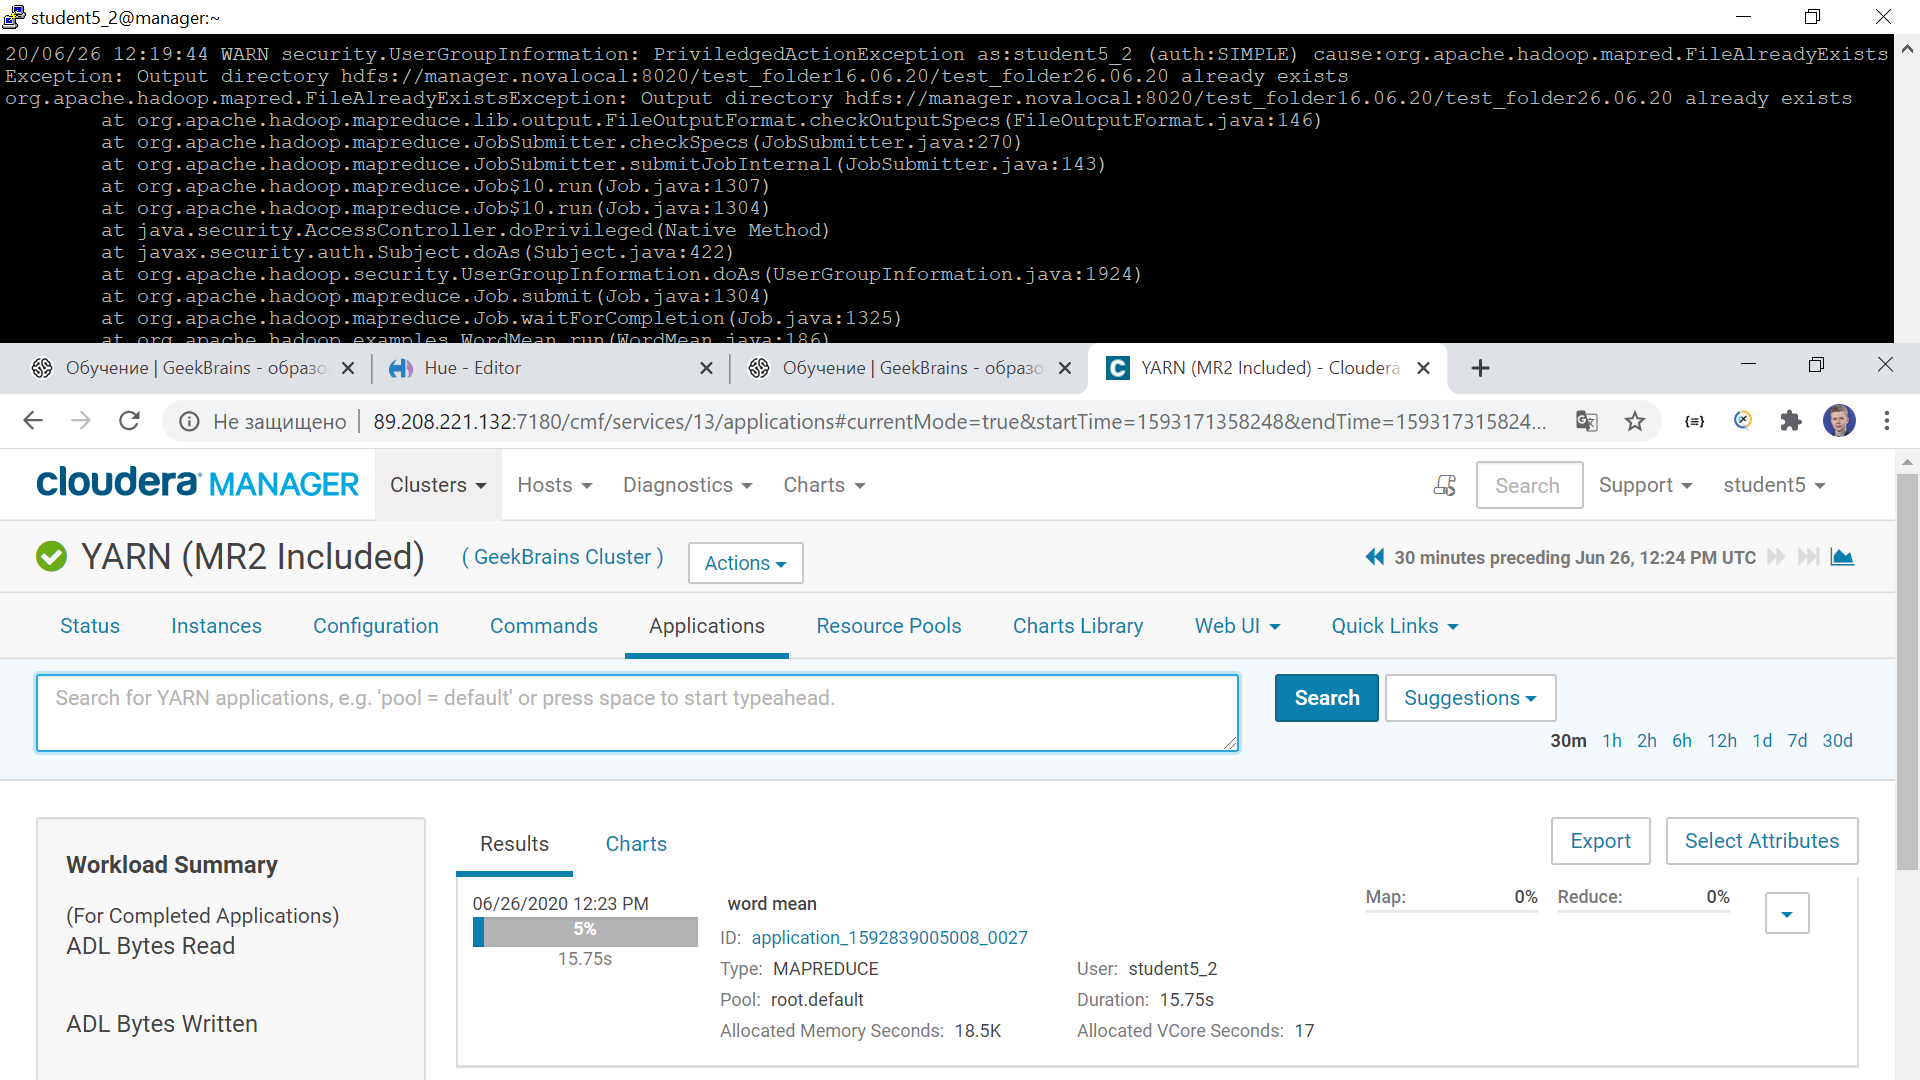 student5_2@manager:~
20/06/26 12:19:44 WARN security.UserGroupInformation: PriviledgedActionException as:student5_2 (auth:SIMPLE) cause:org.apache.hadoop.mapred.FileAlreadyExists
Exception: Output directory hdfs://manager.novalocal:8020/test_folder16.06.20/test_folder26.06.20 already exists
org.apache.hadoop.mapred.FileAlreadyExistsException: Output directory hdfs://manager.novalocal:8020/test_folder16.06.20/test_folder26.06.20 already exists
at org.apache.hadoop.mapreduce.lib.output.FileOutputFormat.checkOutputSpecs(FileOutputFormat.java:146)
at org.apache.hadoop.mapreduce.JobSubmitter.checkSpecs(JobSubmitter.java:270)
at org.apache.hadoop.mapreduce.JobSubmitter.submitJobInternal(JobSubmitter.java:143)
at org.apache.hadoop.mapreduce.Job$10.run(Job.java:1307)
at org.apache.hadoop.mapreduce.Job$10.run(Job.java:1304)
at java.security.AccessController.doPrivileged(Native Method)
at javax.security.auth.Subject.doAs(Subject.java:422)
at org.apache.hadoop.security.UserGroupInformation.doAs(UserGroupInformation.java:1924)
at org.apache.hadoop.mapreduce.Job.submit(Job.java:1304)
at org.apache.hadoop.mapreduce.Job.waitForCompletion(Job.java:1325)
at org.apache.hadoop.examples.WordMean.run(WordMean.java:186)
Обучение | GeekBrains - образо
Hue - Editor
Обучение | GeekBrains - образо
YARN (MR2 Included) - Cloudera
Не защищено | 89.208.221.132:7180/cmf/services/13/applications#currentMode=true&startTime=1593171358248&endTime=159317315824...
cloudera MANAGER Clusters Hosts Diagnostics Charts Search Support student5
YARN (MR2 Included) ( GeekBrains Cluster ) Actions 30 minutes preceding Jun 26, 12:24 PM UTC
Status Instances Configuration Commands Applications Resource Pools Charts Library Web UI Quick Links
Search for YARN applications, e.g. 'pool = default' or press space to start typeahead.
Search Suggestions
30m 1h 2h 6h 12h 1d 7d 30d
Workload Summary
(For Completed Applications)
ADL Bytes Read
ADL Bytes Written
Results Charts Export Select Attributes
06/26/2020 12:23 PM
5%
15.75s
word mean
Map: 0% Reduce: 0%
ID: application_1592839005008_0027
Type: MAPREDUCE User: student5_2
Pool: root.default Duration: 15.75s
Allocated Memory Seconds: 18.5K Allocated VCore Seconds: 17